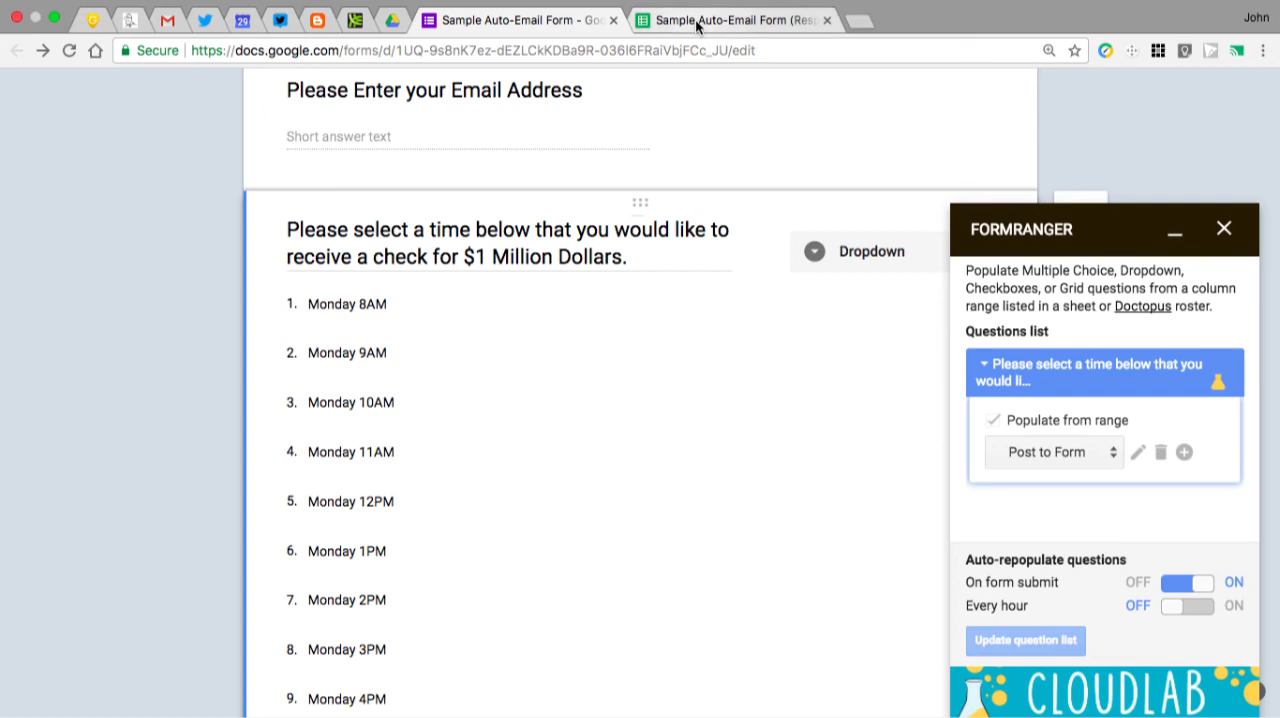 Sample Auto-Email Form - Goo
Sample Auto-Email Form (Resp
John
29
Secure
https://docs.google.com/forms/d/1UQ-9s8nK7ez-dEZLCkKDBa9R-036I6FRaiVbjFCc_JU/edit
Please Enter your Email Address
Short answer text
Please select a time below that you would like to
receive a check for $1 Million Dollars.
Dropdown
1. Monday 8AM
2. Monday 9AM
3. Monday 10AM
4. Monday 11AM
5. Monday 12PM
6. Monday 1PM
7. Monday 2PM
8. Monday 3PM
9. Monday 4PM
FORMRANGER
Populate Multiple Choice, Dropdown,
Checkboxes, or Grid questions from a column
range listed in a sheet or Doctopus roster.
Questions list
Please select a time below that you
would li...
Populate from range
Post to Form
Auto-repopulate questions
On form submit OFF ON
Every hour OFF ON
Update question list
CLOUDLAB